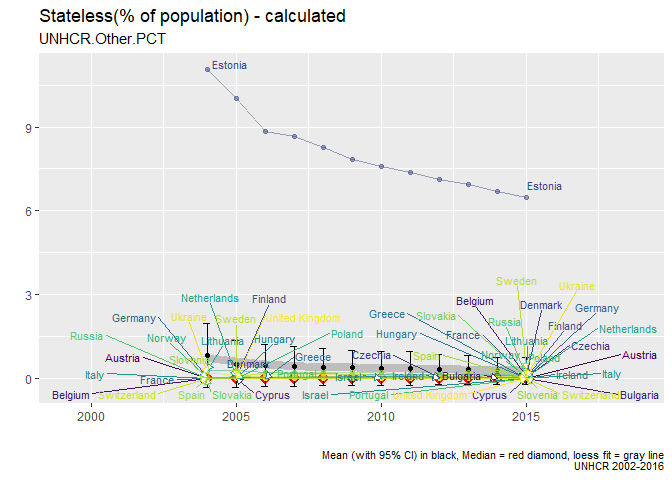 Stateless(% of population) - calculated
UNHCR.Other.PCT
Estonia
9
Estonia
6
Sweden
Ukraine
3
Netherlands
Finland
Belgium
Denmark
Germany
Germany
Ukraine
Sweden
United Kingdom
Greece
Slovakia
Russia
Finland
Netherlands
Russia
Norway
Lithuania
Hungary
Poland
Hungary
France
Lithuania
Czechia
Austria
Slovenia
Denmark
Greece
Czechia
Spain
Norway
Poland
Austria
0
Italy
France
Portugal
Israel
Ireland
Bulgaria
Ireland
Italy
Belgium
Switzerland
Spain
Slovakia
Cyprus
Israel
Portugal
United Kingdom
Cyprus
Slovenia
Switzerland
Bulgaria
2000
2005
2010
2015
Mean (with 95% CI) in black, Median = red diamond, loess fit = gray line
UNHCR 2002-2016